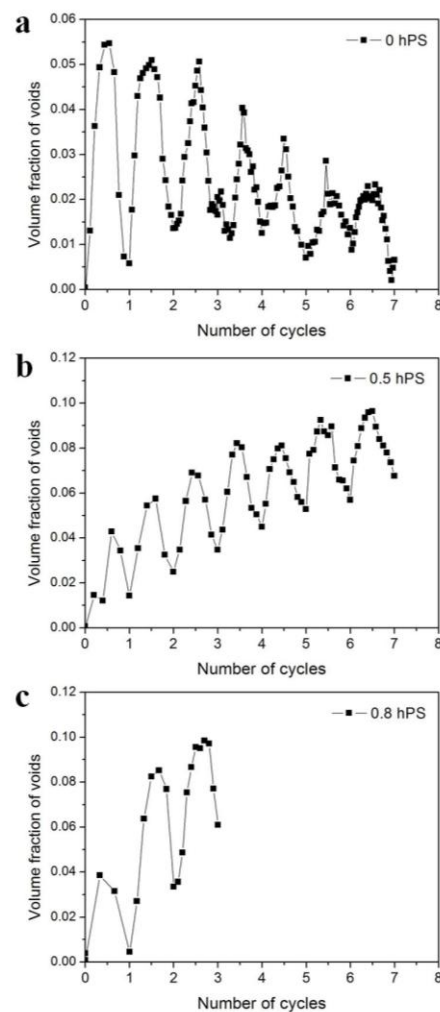 a
0.06
0.05
0.04
0.03
0.02
0.01
0.00
Volume fraction of voids
0 hPS
0 1 2 3 4 5 6 7 8
Number of cycles
b
0.12
0.10
0.08
0.06
0.04
0.02
0.00
Volume fraction of voids
0.5 hPS
0 1 2 3 4 5 6 7 8
Number of cycles
c
0.12
0.10
0.08
0.06
0.04
0.02
0.00
Volume fraction of voids
0.8 hPS
0 1 2 3 4 5 6 7 8
Number of cycles